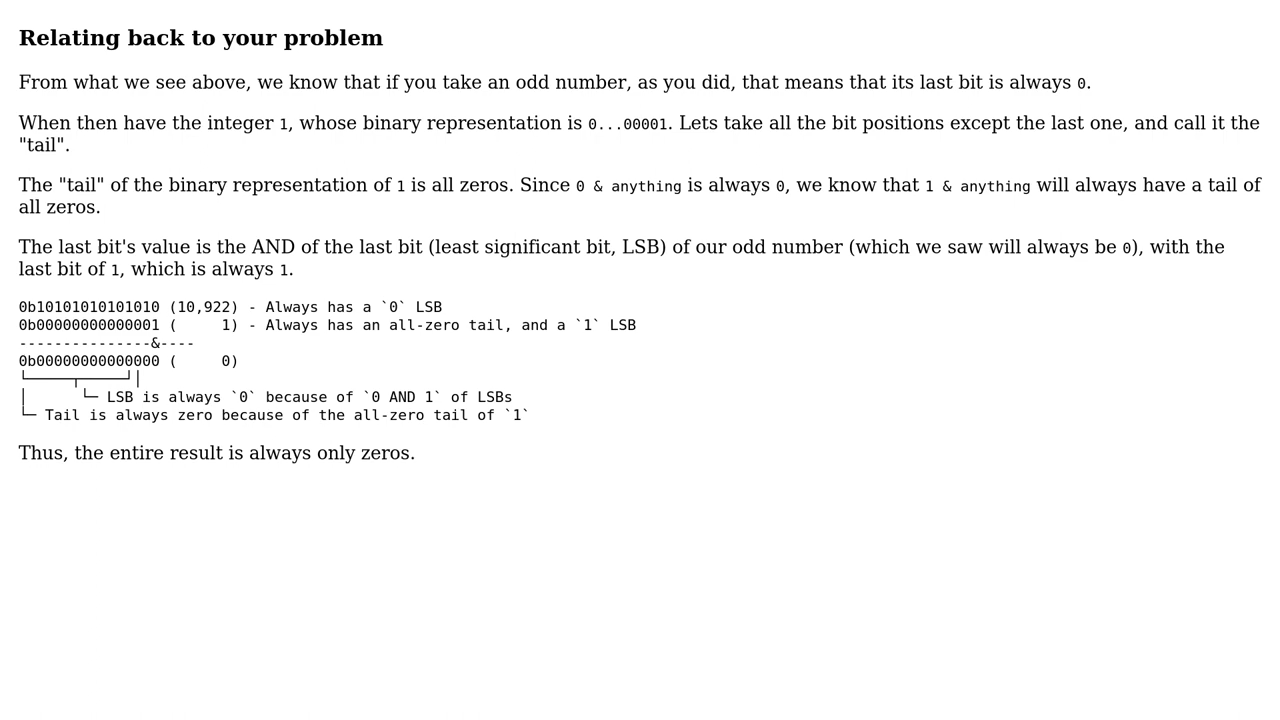 Relating back to your problem
From what we see above, we know that if you take an odd number, as you did, that means that its last bit is always 0.
When then have the integer 1, whose binary representation is 0...00001. Lets take all the bit positions except the last one, and call it the
"tail".
The "tail" of the binary representation of 1 is all zeros. Since 0 & anything is always 0, we know that 1 & anything will always have a tail of
all zeros.
The last bit's value is the AND of the last bit (least significant bit, LSB) of our odd number (which we saw will always be 0), with the
last bit of 1, which is always 1.
0b10101010101010 (10,922) - Always has a `0` LSB
0b00000000000001 (     1) - Always has an all-zero tail, and a `1` LSB
---------------&----
0b00000000000000 (     0)
└─────┬─────┘│
│      └─ LSB is always `0` because of `0 AND 1` of LSBs
└─ Tail is always zero because of the all-zero tail of `1`
Thus, the entire result is always only zeros.